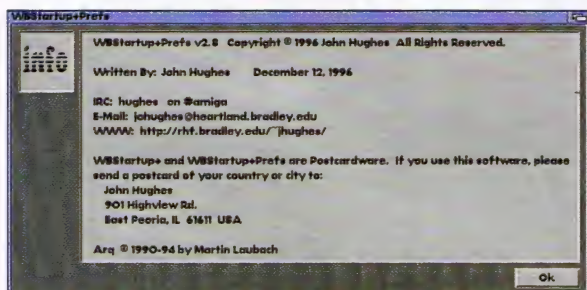 WBStartup+Prefs
info
WBStartup+Prefs v2.8 Copyright © 1996 John Hughes All Rights Reserved.
Written By: John Hughes December 12, 1996
IRC: hughes on #amiga
E-Mail: johughes@heartland.bradley.edu
WWW: http://rhf.bradley.edu/~jhughes/
WBStartup+ and WBStartup+Prefs are Postcardware. If you use this software, please
send a postcard of your country or city to:
John Hughes
901 Highview Rd.
East Peoria, IL 61611 USA
Arq © 1990-94 by Martin Laubach
Ok